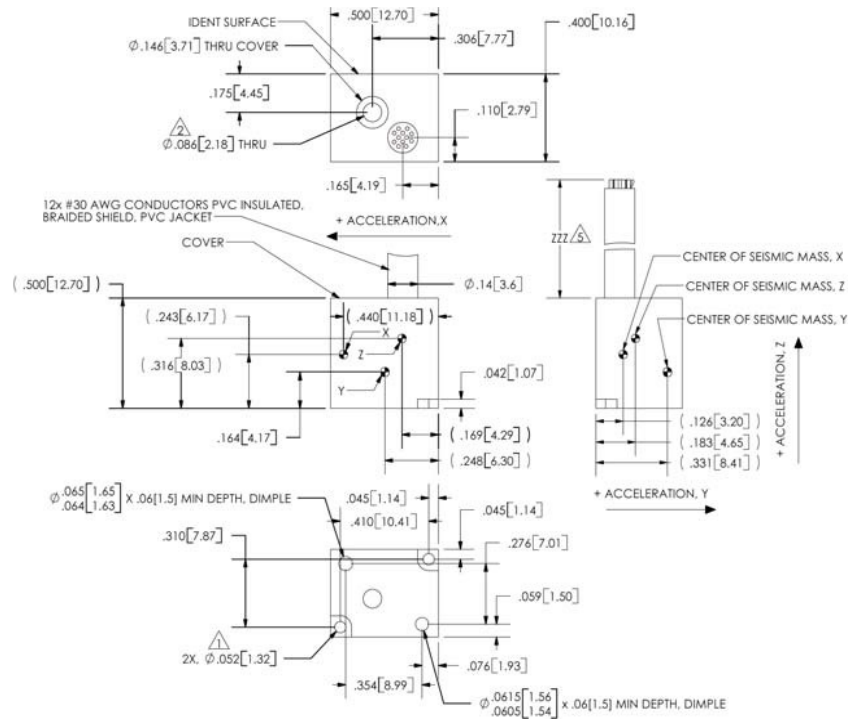 IDENT SURFACE
.500[12.70]
.400[10.16]
.306[7.77]
Ø.146[3.71] THRU COVER
.175[4.45]
.110[2.79]
2
Ø.086[2.18] THRU
.165[4.19]
12x #30 AWG CONDUCTORS PVC INSULATED,
BRAIDED SHIELD, PVC JACKET
+ ACCELERATION,X
COVER
ZZZ 5
CENTER OF SEISMIC MASS, X
CENTER OF SEISMIC MASS, Z
CENTER OF SEISMIC MASS, Y
Ø.14[3.6]
( .500[12.70] )
( .243[6.17] )
( .440[11.18] )
X
Z
Y
( .316[8.03] )
.042[1.07]
.164[4.17]
( .169[4.29] )
( .248[6.30] )
( .126[3.20] )
( .183[4.65] )
( .331[8.41] )
+ ACCELERATION, Z
+ ACCELERATION, Y
Ø.065[1.65] X .06[1.5] MIN DEPTH, DIMPLE
.064[1.63]
.045[1.14]
.410[10.41]
.045[1.14]
.310[7.87]
.276[7.01]
.059[1.50]
1
2X, Ø.052[1.32]
.076[1.93]
.354[8.99]
Ø.0615[1.56] x .06[1.5] MIN DEPTH, DIMPLE
.0605[1.54]